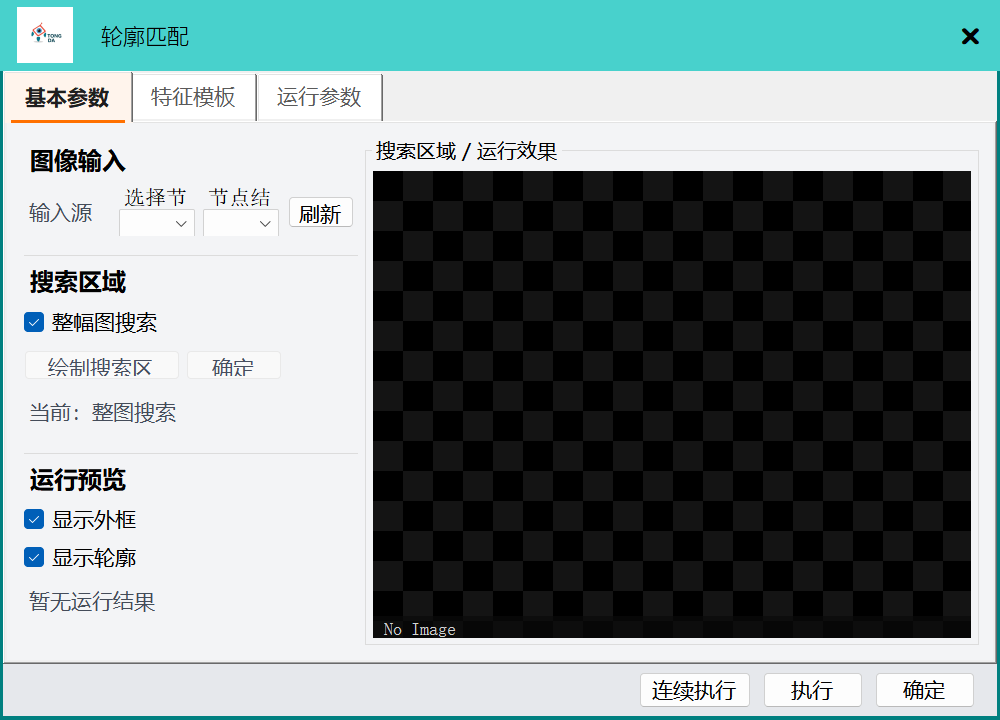 TONG
DA
轮廓匹配
基本参数
特征模板
运行参数
图像输入
选择节
节点结
输入源
刷新
搜索区域
整幅图搜索
绘制搜索区
确定
当前：整图搜索
运行预览
显示外框
显示轮廓
暂无运行结果
搜索区域 / 运行效果
No Image
连续执行
执行
确定